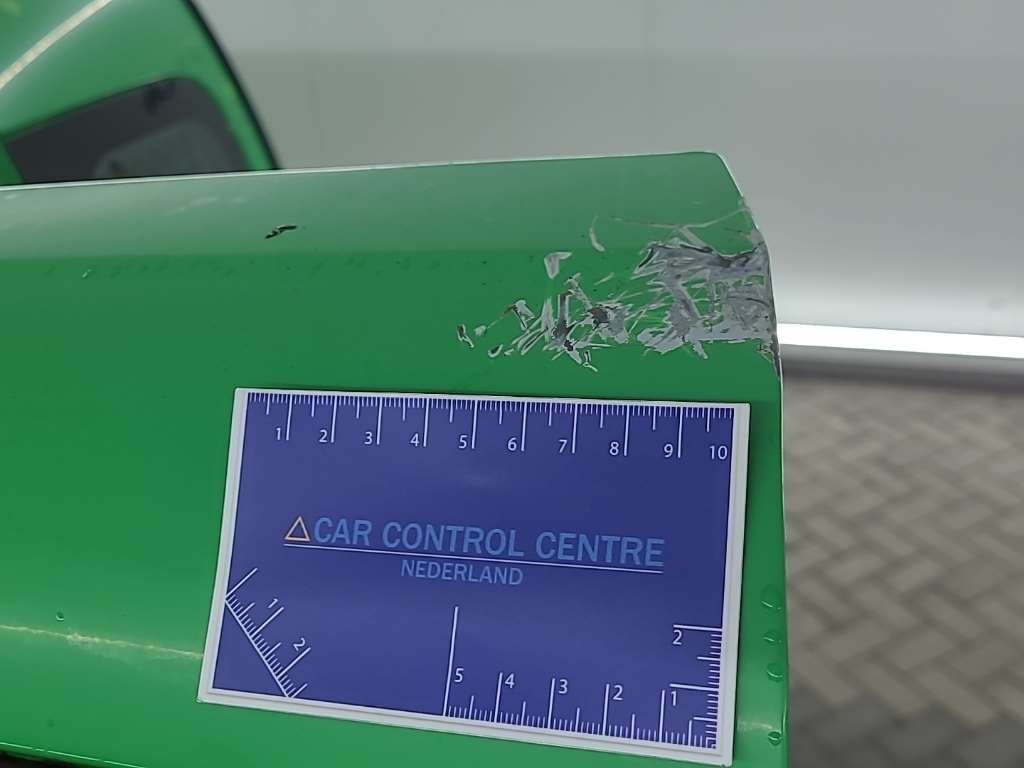 1 2 3 4 5 6 7 8 9 10
CAR CONTROL CENTRE
NEDERLAND
1
2
2
5 4 3 2 1